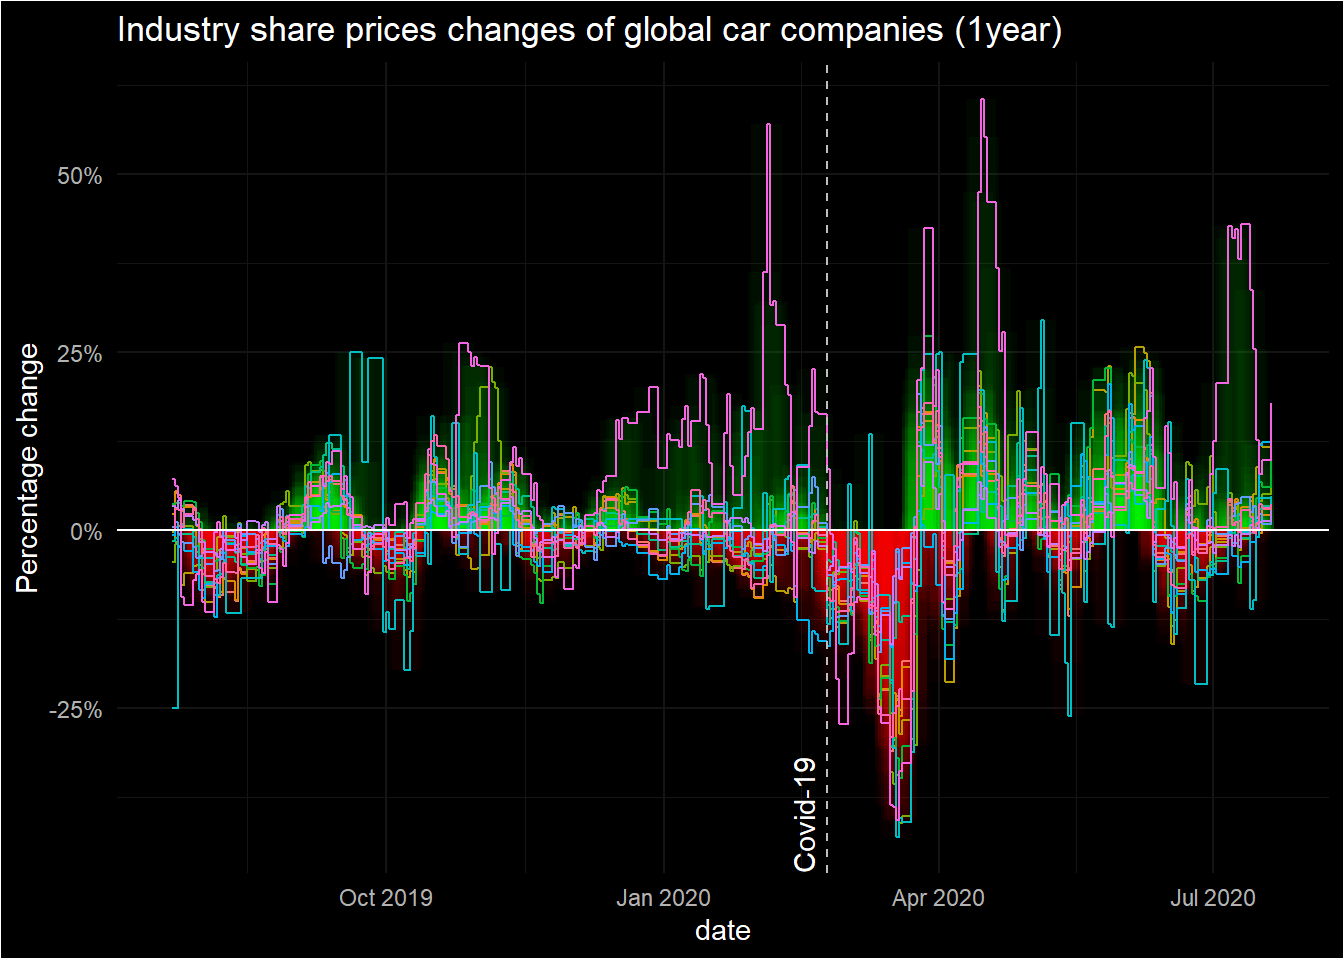 Industry share prices changes of global car companies (1year)
Percentage change
50%
25%
0%
-25%
Covid-19
Oct 2019
Jan 2020
Apr 2020
Jul 2020
date